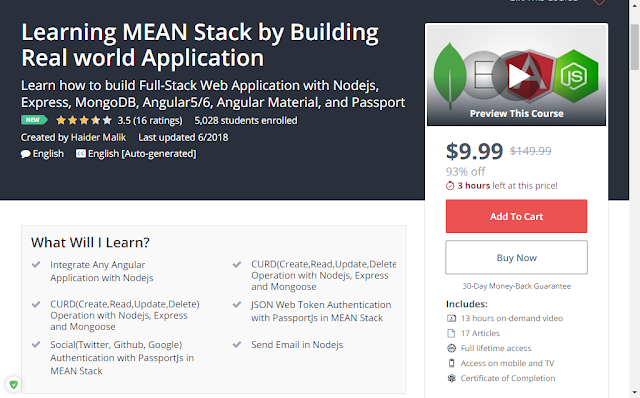 Learning MEAN Stack by Building
Real world Application
Learn how to build Full-Stack Web Application with Nodejs,
Express, MongoDB, Angular5/6, Angular Material, and Passport
NEW 3.5 (16 ratings) 5,028 students enrolled
Created by Haider Malik Last updated 6/2018
English English [Auto-generated]
E A JS
Preview This Course
$9.99 $149.99
93% off
3 hours left at this price!
Add To Cart
Buy Now
30-Day Money-Back Guarantee
Includes:
13 hours on-demand video
17 Articles
Full lifetime access
Access on mobile and TV
Certificate of Completion
What Will I Learn?
Integrate Any Angular
Application with Nodejs
CURD(Create,Read,Update,Delete
Operation with Nodejs, Express
and Mongoose
CURD(Create,Read,Update,Delete)
Operation with Nodejs, Express
and Mongoose
JSON Web Token Authentication
with PassportJs in MEAN Stack
Social(Twitter, Github, Google)
Authentication with PassportJs in
MEAN Stack
Send Email in Nodejs